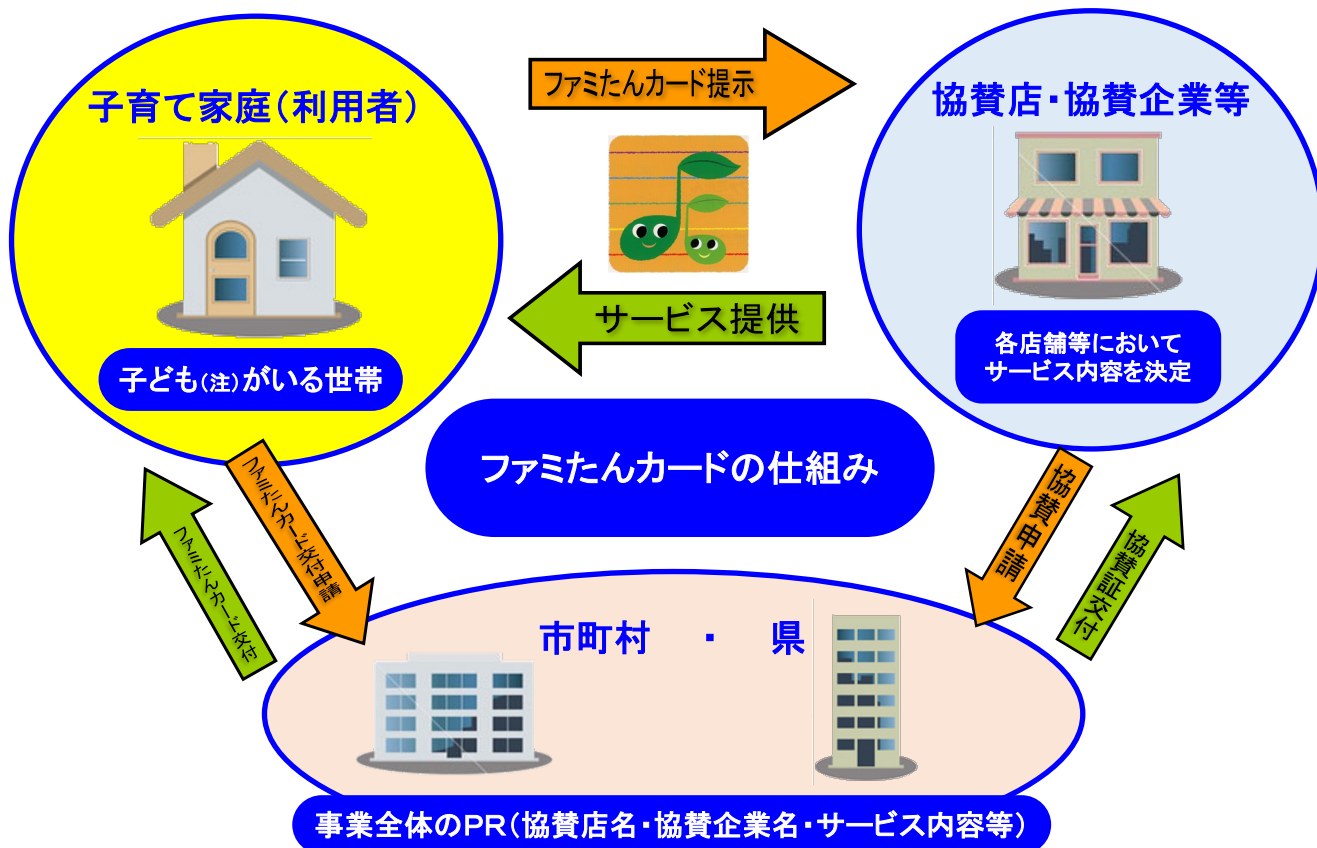 子育て家庭(利用者)
ファミたんカード提示
協賛店・協賛企業等
サービス提供
子ども(注)がいる世帯
各店舗等において
サービス内容を決定
ファミたんカードの仕組み
ファミたんカード交付
ファミたんカード交付申請
協賛申請
協賛証交付
市町村 ・ 県
事業全体のPR(協賛店名・協賛企業名・サービス内容等)